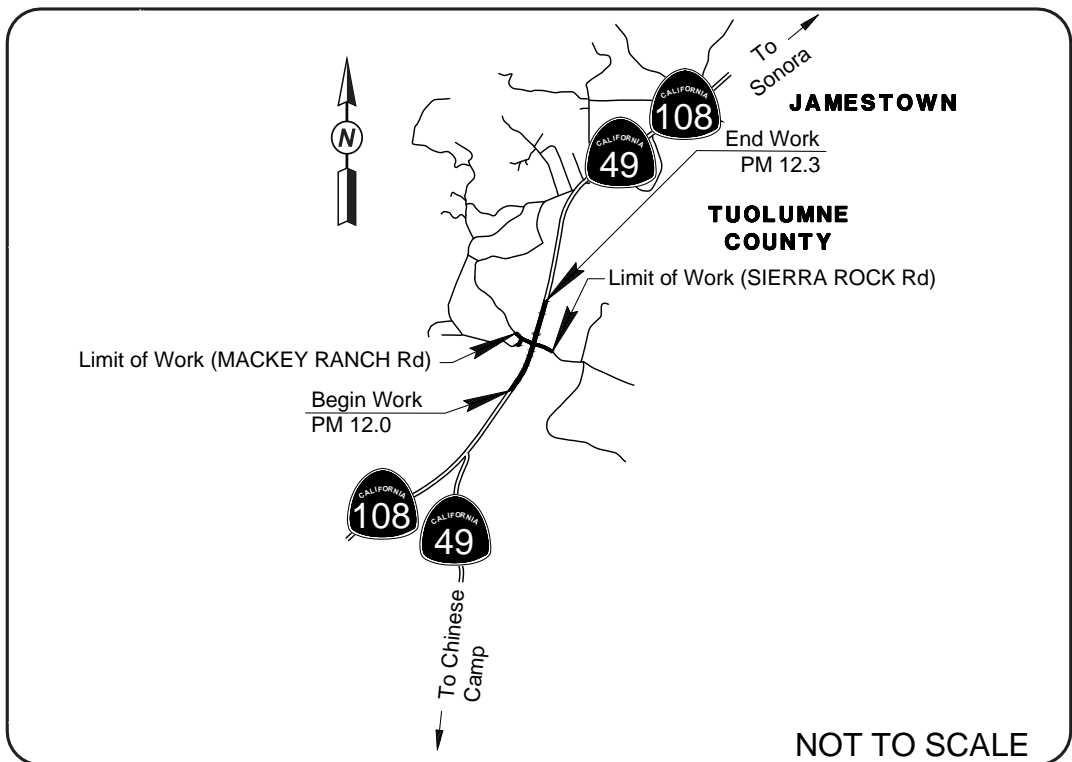 To
Sonora
CALIFORNIA
108
JAMESTOWN
CALIFORNIA
49
End Work
PM 12.3
N
TUOLUMNE
COUNTY
Limit of Work (SIERRA ROCK Rd)
Limit of Work (MACKEY RANCH Rd)
Begin Work
PM 12.0
CALIFORNIA
108
CALIFORNIA
49
To Chinese
Camp
NOT TO SCALE